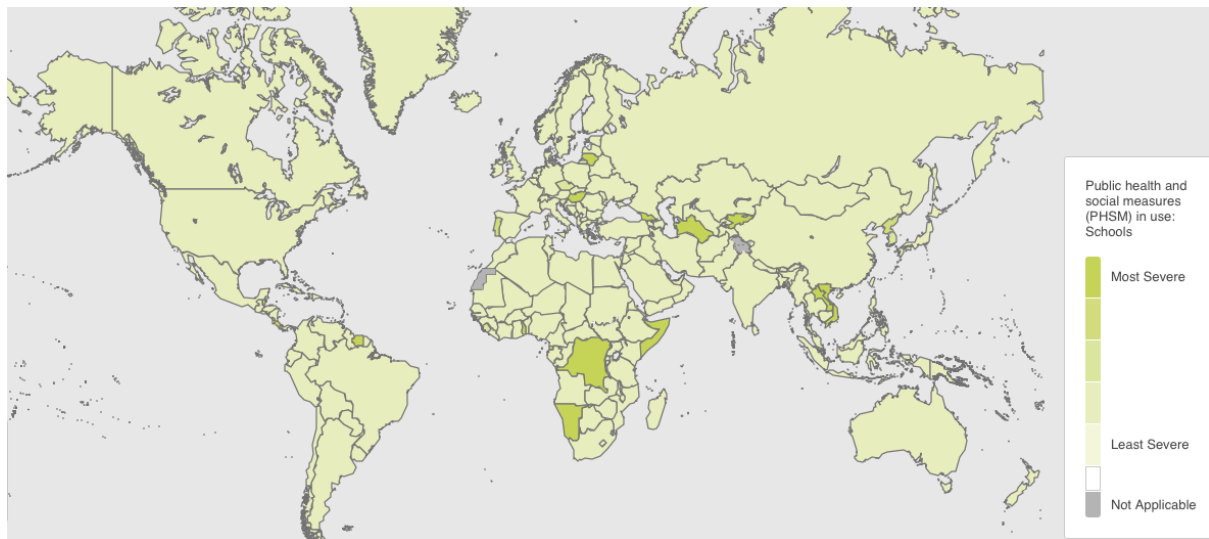 Public health and
social measures
(PHSM) in use:
Schools
Most Severe
Least Severe
Not Applicable